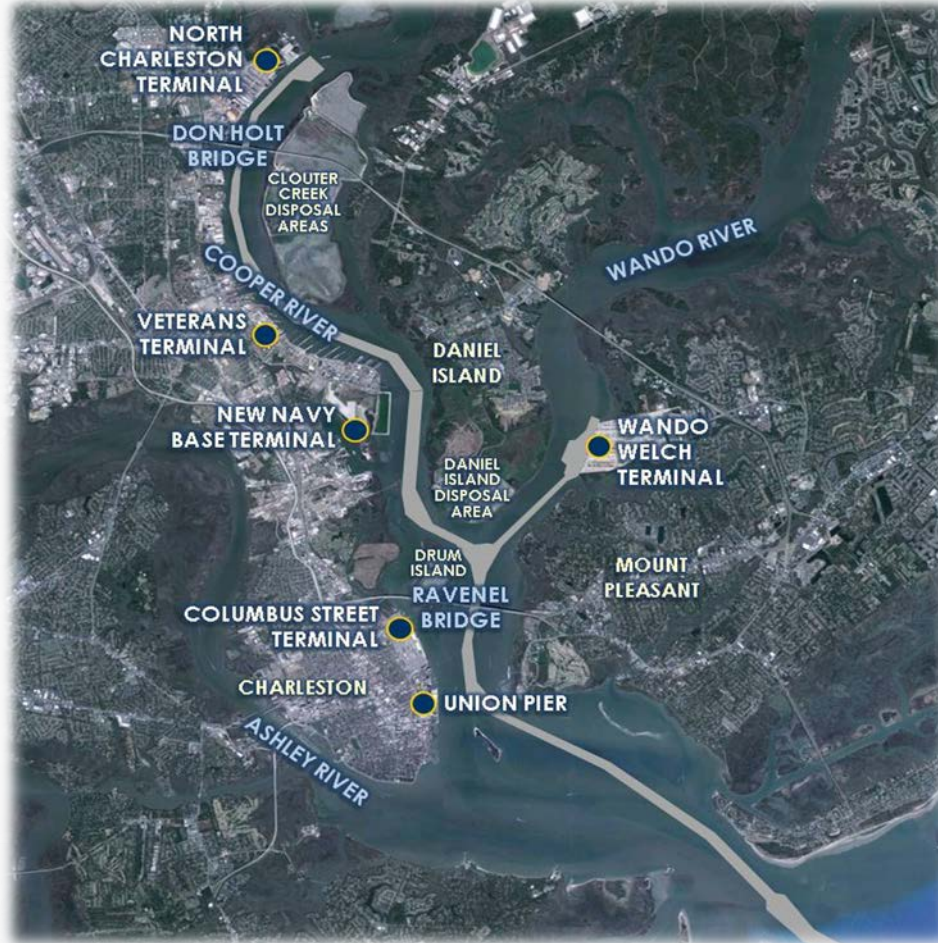 NORTH
CHARLESTON
TERMINAL
DON HOLT
BRIDGE
CLOUTER
CREEK
DISPOSAL
AREAS
COOPER RIVER
WANDO RIVER
VETERANS
TERMINAL
DANIEL
ISLAND
NEW NAVY
BASE TERMINAL
WANDO
WELCH
TERMINAL
DANIEL
ISLAND
DISPOSAL
AREA
DRUM
ISLAND
MOUNT
PLEASANT
RAVENEL
BRIDGE
COLUMBUS STREET
TERMINAL
CHARLESTON
UNION PIER
ASHLEY RIVER